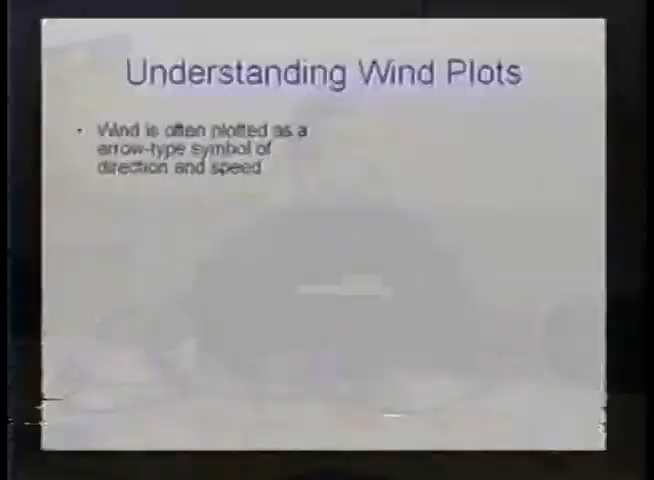 Understanding Wind Plots
• Wind is often plotted as a
arrow-type symbol of
direction and speed